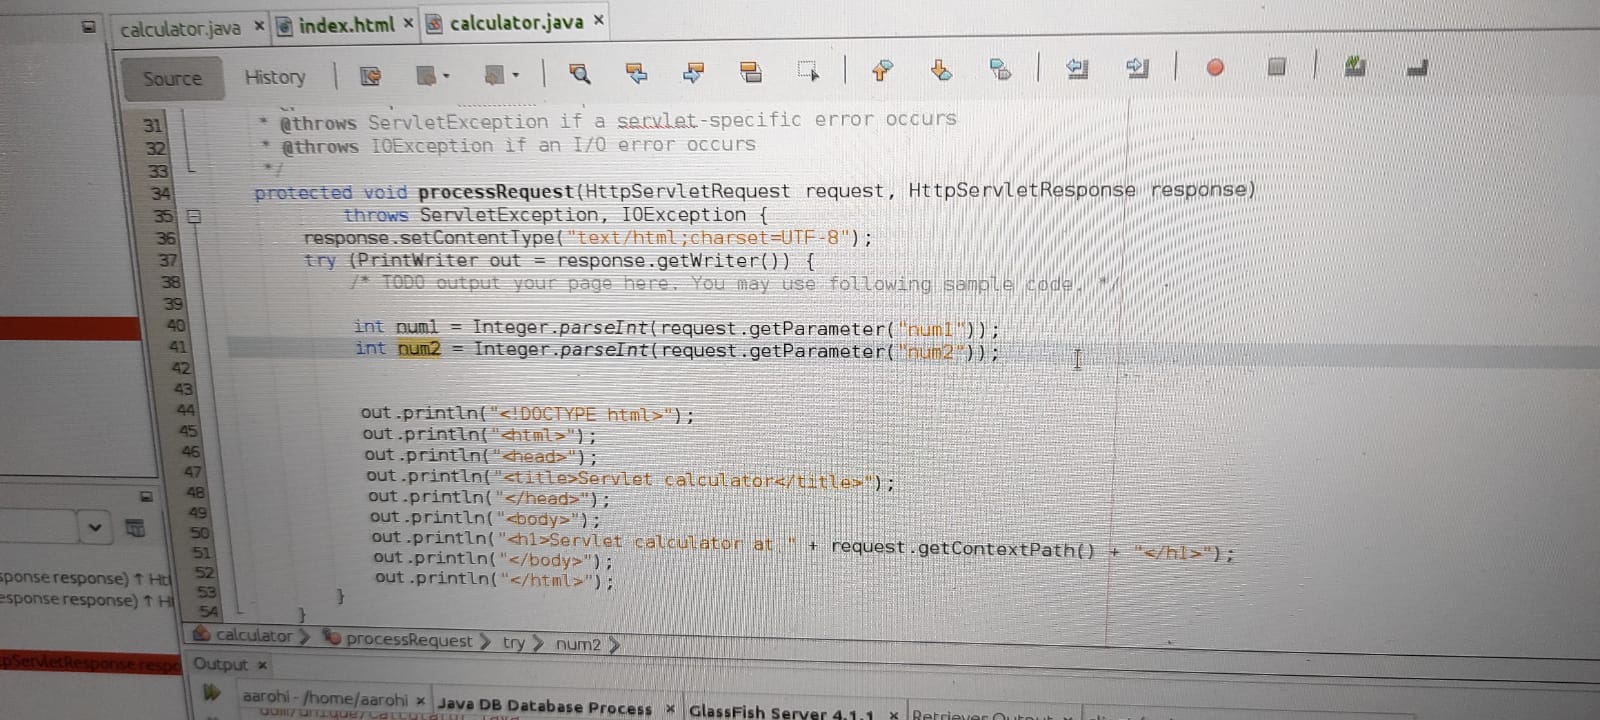 calculator.java × index.html × calculator.java ×
Source History
31 * @throws ServletException if a servlet-specific error occurs
32 * @throws IOException if an I/O error occurs
33 */
34 protected void processRequest(HttpServletRequest request, HttpServletResponse response)
35 throws ServletException, IOException {
36 response.setContentType("text/html;charset=UTF-8");
37 try (PrintWriter out = response.getWriter()) {
38 /* TODO output your page here. You may use following sample code. */
39
40 int num1 = Integer.parseInt(request.getParameter("num1"));
41 int num2 = Integer.parseInt(request.getParameter("num2"));
42
43
44 out.println("<!DOCTYPE html>");
45 out.println("<html>");
46 out.println("<head>");
47 out.println("<title>Servlet calculator</title>");
48 out.println("</head>");
49 out.println("<body>");
50 out.println("<h1>Servlet calculator at " + request.getContextPath() + "</h1>");
51 out.println("</body>");
52 out.println("</html>");
53 }
54 }
sponse response) ↑ Htt
esponse response) ↑ Ht
pServletResponse respo
calculator processRequest try num2
Output ×
aarohi - /home/aarohi × Java DB Database Process × GlassFish Server 4.1.1 × Retriever Output ×